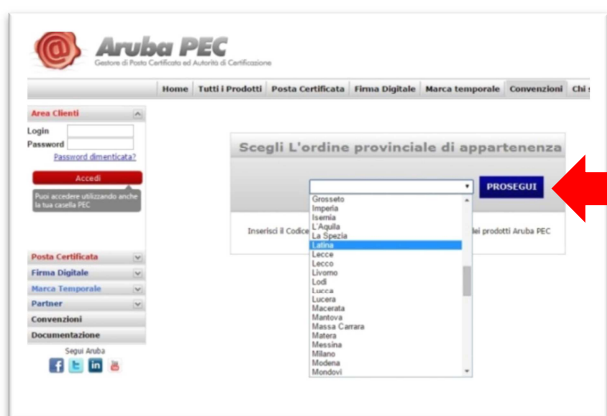 Aruba PEC
Gestore di Posta Certificata ed Autorità di Certificazione
Home Tutti i Prodotti Posta Certificata Firma Digitale Marca temporale Convenzioni Chi
Area Clienti
Login
Password
Password dimenticata?
Accedi
Puoi accedere utilizzando anche
la tua casella PEC
Posta Certificata
Firma Digitale
Marca Temporale
Partner
Convenzioni
Documentazione
Segui Aruba
Scegli L'ordine provinciale di appartenenza
PROSEGUI
Inserisci il Codice
dei prodotti Aruba PEC
Grosseto
Imperia
Isernia
L'Aquila
La Spezia
Latina
Lecce
Lecco
Livorno
Lodi
Lucca
Lucera
Macerata
Mantova
Massa Carrara
Matera
Messina
Milano
Modena
Mondovì